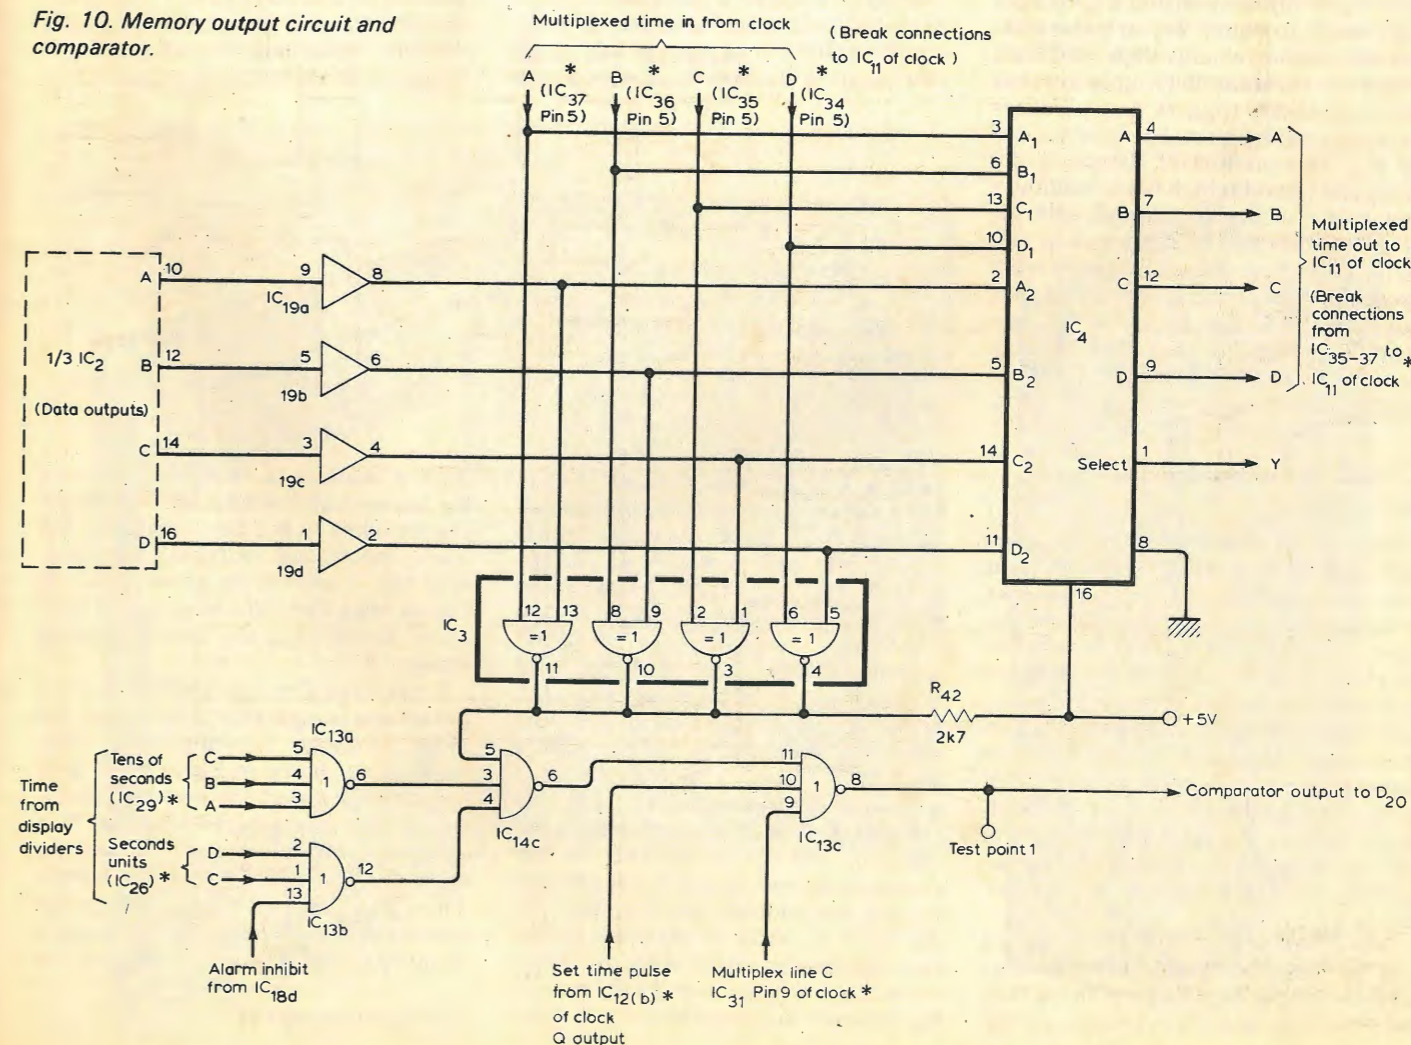 Fig. 10. Memory output circuit and
comparator.
Multiplexed time in from clock
(Break connections
to IC11 of clock)
A *
(IC37
Pin 5)
B *
(IC36
Pin 5)
C *
(IC35
Pin 5)
D *
(IC34
Pin 5)
3 A1
6 B1
13 C1
10 D1
2 A2
5 B2
14 C2
11 D2
IC4
A 4 A
B 7 B
C 12 C
D 9 D
Select 1 Y
8
16
Multiplexed
time out to
IC11 of clock
(Break
connections
from
IC35-37 to *
IC11 of clock
1/3 IC2
(Data outputs)
A 10
B 12
C 14
D 16
9 8
IC19a
5 6
19b
3 4
19c
1 2
19d
IC3
12 13
=1
11
8 9
=1
10
2 1
=1
3
6 5
=1
4
R42
2k7
+5V
Time
from
display
dividers
Tens of
seconds
(IC29)*
C 5
B 4
A 3
IC13a
1
6
Seconds
units
(IC26)*
D 2
C 1
13
1
12
IC13b
Alarm inhibit
from IC18d
5
3
4
6
IC14c
11
10
9
1
8
IC13c
Test point 1
Comparator output to D20
Set time pulse
from IC12(b) *
of clock
Q output
Multiplex line C
IC31 Pin 9 of clock *